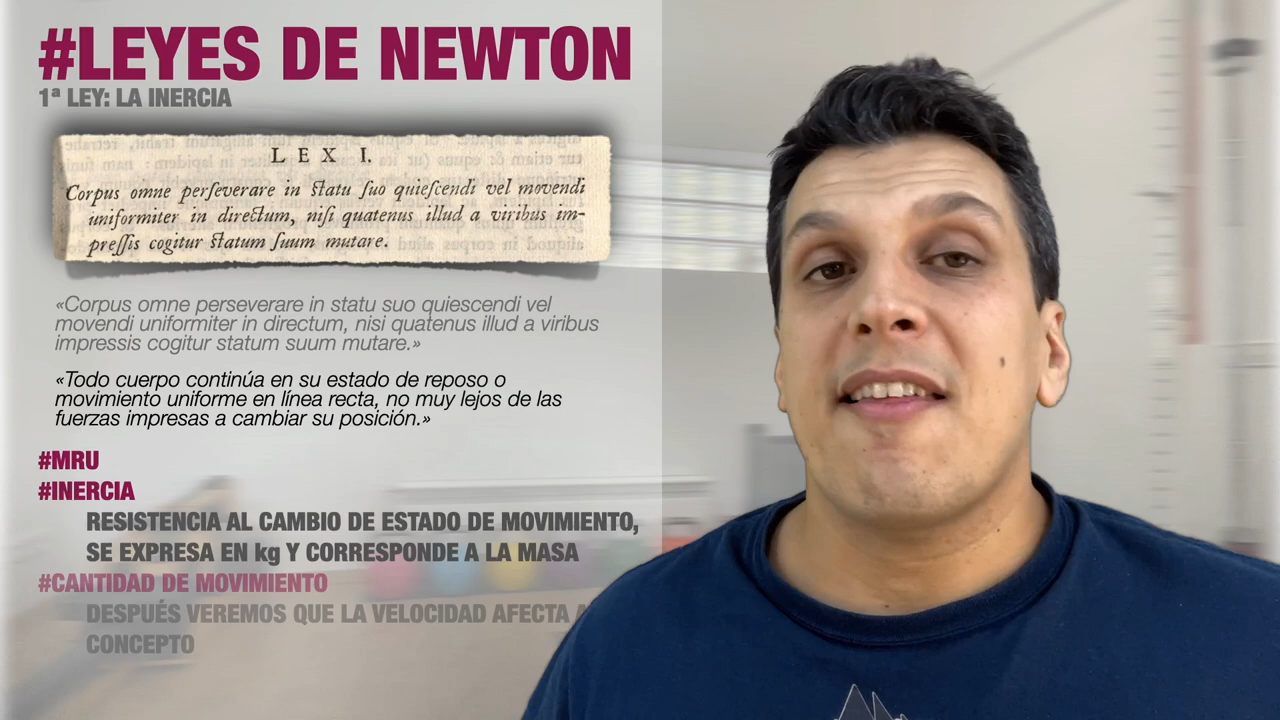 #LEYES DE NEWTON
1ª LEY: LA INERCIA
L E X I.
Corpus omne perſeverare in ſtatu ſuo quieſcendi vel movendi
uniformiter in directum, niſi quatenus illud a viribus im-
preſſis cogitur ſtatum ſuum mutare.
«Corpus omne perseverare in statu suo quiescendi vel
movendi uniformiter in directum, nisi quatenus illud a viribus
impressis cogitur statum suum mutare.»
«Todo cuerpo continúa en su estado de reposo o
movimiento uniforme en línea recta, no muy lejos de las
fuerzas impresas a cambiar su posición.»
#MRU
#INERCIA
RESISTENCIA AL CAMBIO DE ESTADO DE MOVIMIENTO,
SE EXPRESA EN kg Y CORRESPONDE A LA MASA
#CANTIDAD DE MOVIMIENTO
DESPUÉS VEREMOS QUE LA VELOCIDAD AFECTA A
CONCEPTO